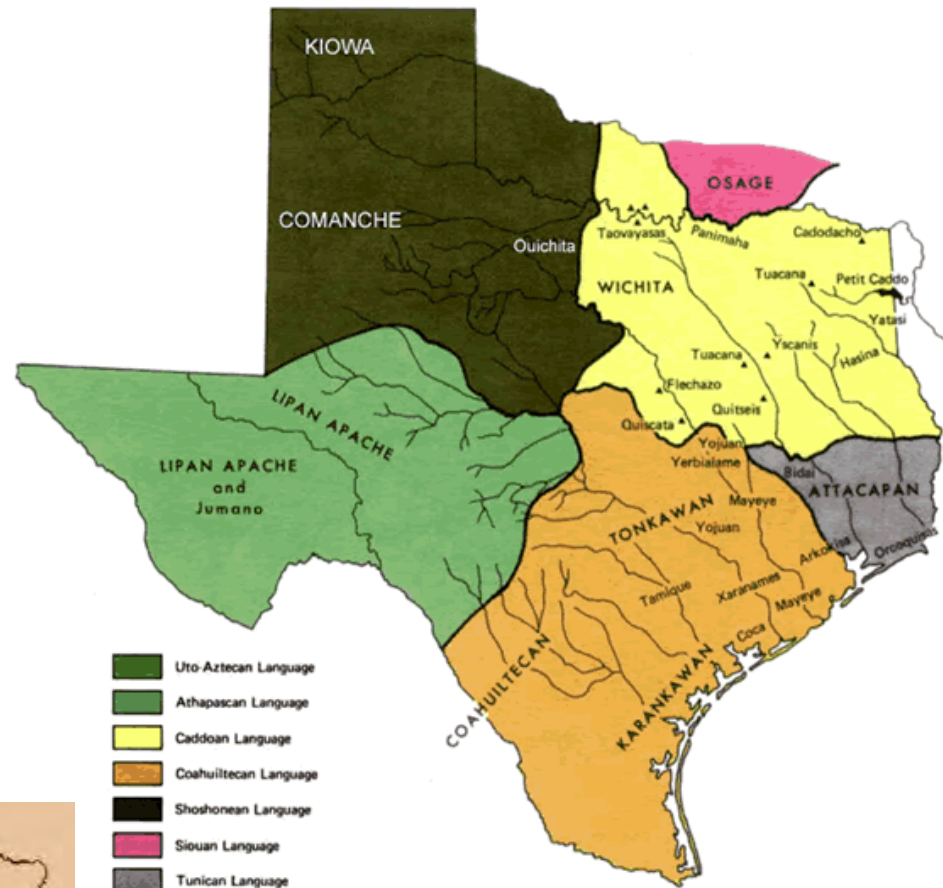 KIOWA
OSAGE
COMANCHE
Ouichita
Taovayasas
Panimaha
Cadodacho
WICHITA
Tuacana
Petit Caddo
Yatasi
Tuacana
Yscanis
Hasina
Flechazo
Quitseis
Quiscata
LIPAN APACHE
LIPAN APACHE
and
Jumano
Yojuan
Yerbialame
Bidai
ATTACAPAN
Mayeye
TONKAWAN
Yojuan
Arkokisa
Orcoquisas
Tamique
Xaranames
Mayeye
Coca
COAHUILTECAN
KARANKAWAN
Uto-Aztecan Language
Athapascan Language
Caddoan Language
Coahuiltecan Language
Shoshonean Language
Siouan Language
Tunican Language